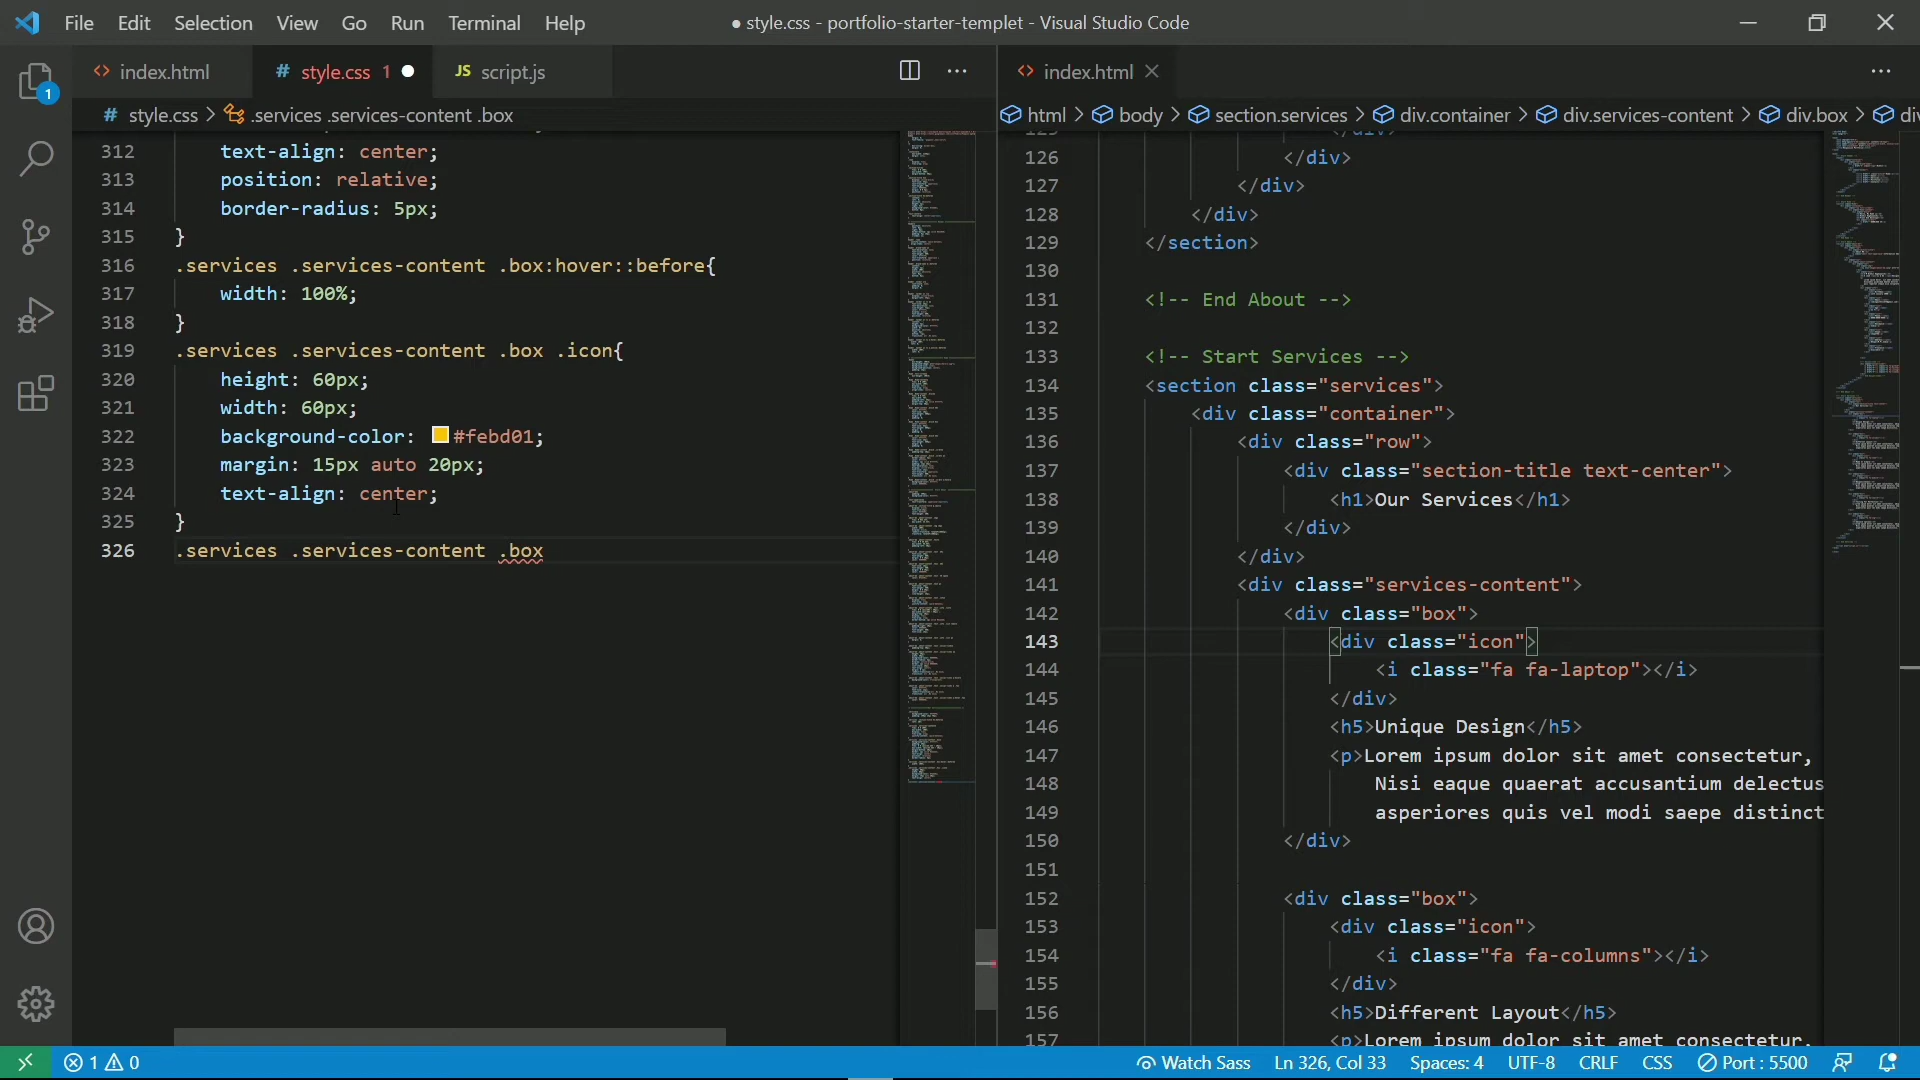 File Edit Selection View Go Run Terminal Help
● style.css - portfolio-starter-templet - Visual Studio Code
<> index.html
# style.css 1 ●
JS script.js
# style.css > .services .services-content .box
312 text-align: center;
313 position: relative;
314 border-radius: 5px;
315 }
316 .services .services-content .box:hover::before{
317 width: 100%;
318 }
319 .services .services-content .box .icon{
320 height: 60px;
321 width: 60px;
322 background-color: #febd01;
323 margin: 15px auto 20px;
324 text-align: center;
325 }
326 .services .services-content .box
<> index.html
html > body > section.services > div.container > div.services-content > div.box >
126 </div>
127 </div>
128 </div>
129 </section>
130
131 <!-- End About -->
132
133 <!-- Start Services -->
134 <section class="services">
135 <div class="container">
136 <div class="row">
137 <div class="section-title text-center">
138 <h1>Our Services</h1>
139 </div>
140 </div>
141 <div class="services-content">
142 <div class="box">
143 <div class="icon">
144 <i class="fa fa-laptop"></i>
145 </div>
146 <h5>Unique Design</h5>
147 <p>Lorem ipsum dolor sit amet consectetur,
148 Nisi eaque quaerat accusantium delectus
149 asperiores quis vel modi saepe distinct
150 </div>
151
152 <div class="box">
153 <div class="icon">
154 <i class="fa fa-columns"></i>
155 </div>
156 <h5>Different Layout</h5>
157 <p>Lorem ipsum dolor sit amet consectetur,
1
1 0
Watch Sass
Ln 326, Col 33
Spaces: 4
UTF-8
CRLF
CSS
Port : 5500